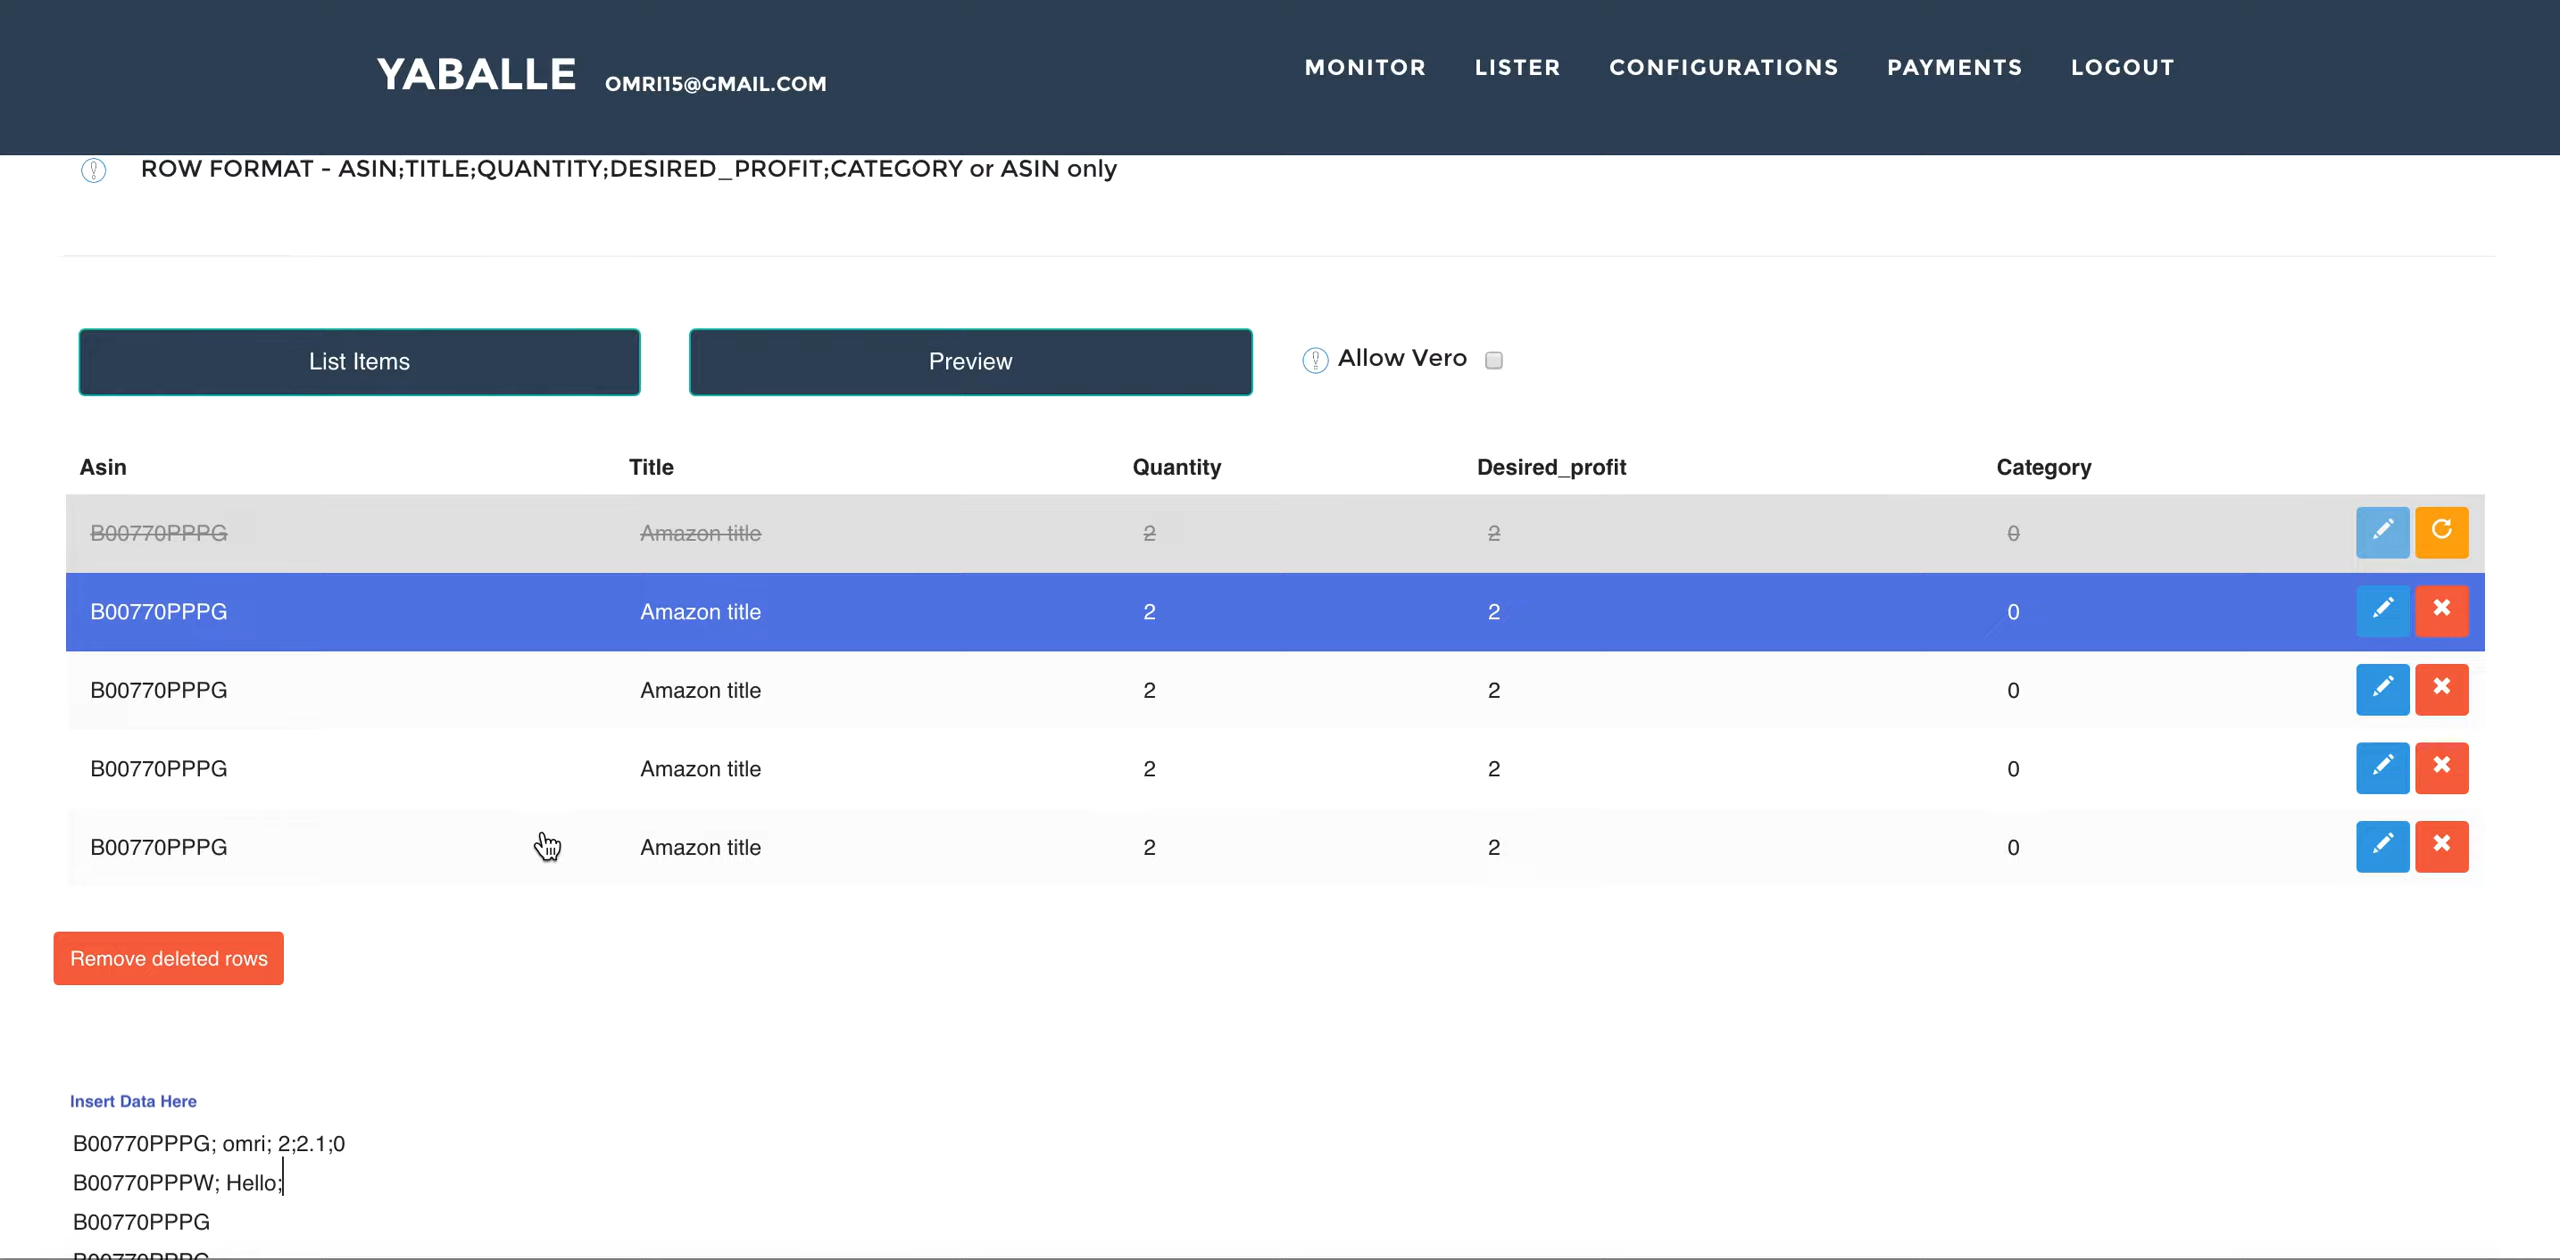 YABALLE OMRI15@GMAIL.COM MONITOR LISTER CONFIGURATIONS PAYMENTS LOGOUT
ROW FORMAT - ASIN;TITLE;QUANTITY;DESIRED_PROFIT;CATEGORY or ASIN only
List Items Preview Allow Vero
Asin Title Quantity Desired_profit Category
B00770PPPG Amazon title 2 2 0
B00770PPPG Amazon title 2 2 0
B00770PPPG Amazon title 2 2 0
B00770PPPG Amazon title 2 2 0
B00770PPPG Amazon title 2 2 0
Remove deleted rows
Insert Data Here
B00770PPPG; omri; 2;2.1;0
B00770PPPW; Hello;
B00770PPPG